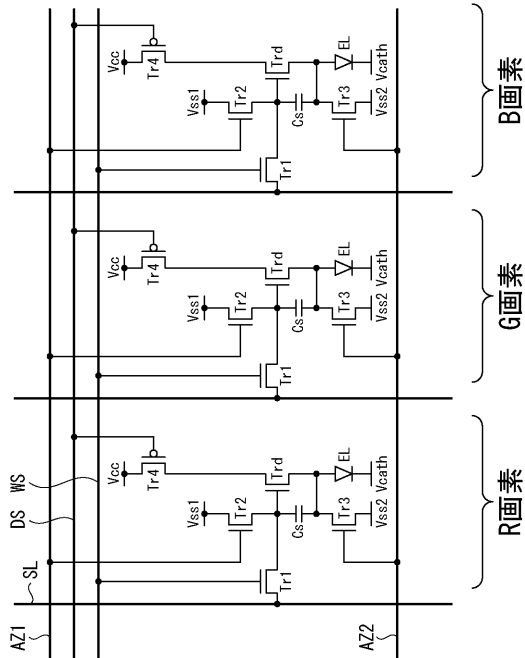 AZ1
SL
DS
WS
AZ2
Vcc
Tr4
Vss1
Tr2
Trd
Cs
EL
Tr3
Tr1
Vss2
Vcath
R画素
Vcc
Tr4
Vss1
Tr2
Trd
Cs
EL
Tr3
Tr1
Vss2
Vcath
G画素
Vcc
Tr4
Vss1
Tr2
Trd
Cs
EL
Tr3
Tr1
Vss2
Vcath
B画素